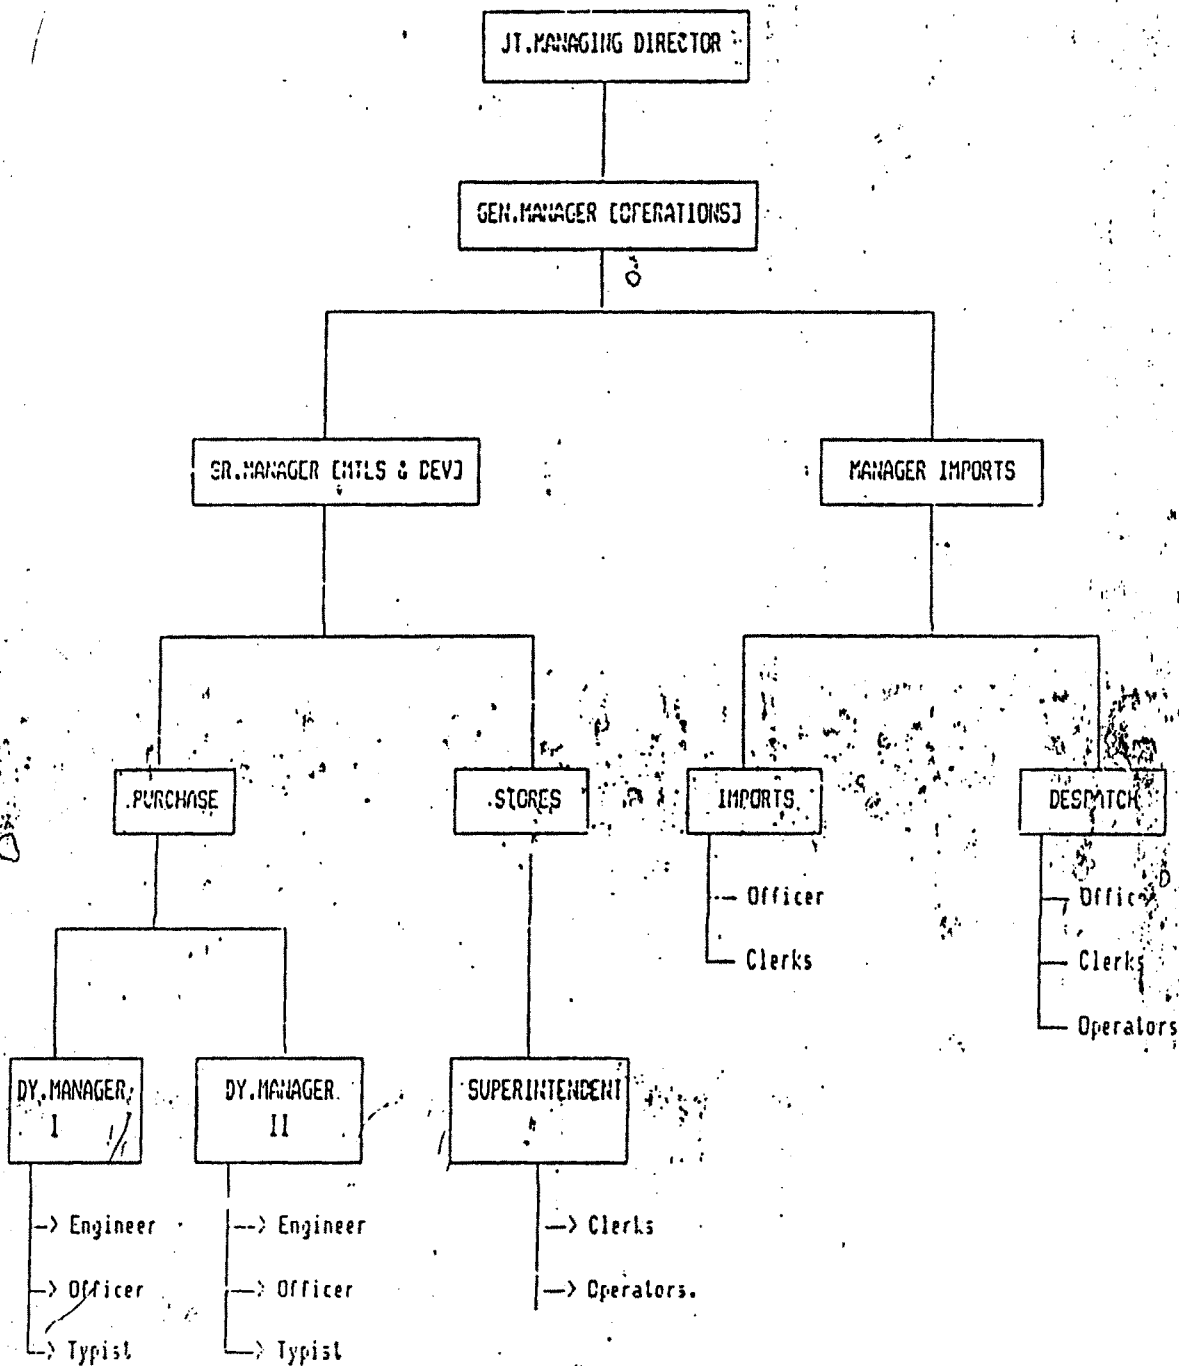 JT.MANAGING DIRECTOR
GEN.MANAGER [OPERATIONS]
SR.MANAGER [MTLS & DEV]
MANAGER IMPORTS
PURCHASE
STORES
IMPORTS
DESPATCH
Officer
Officer
Clerks
Clerks
Operators
DY.MANAGER
I
DY.MANAGER
II
SUPERINTENDENT
-> Engineer
--> Engineer
-> Clerks
-> Officer
-> Officer
-> Operators.
-> Typist
-> Typist